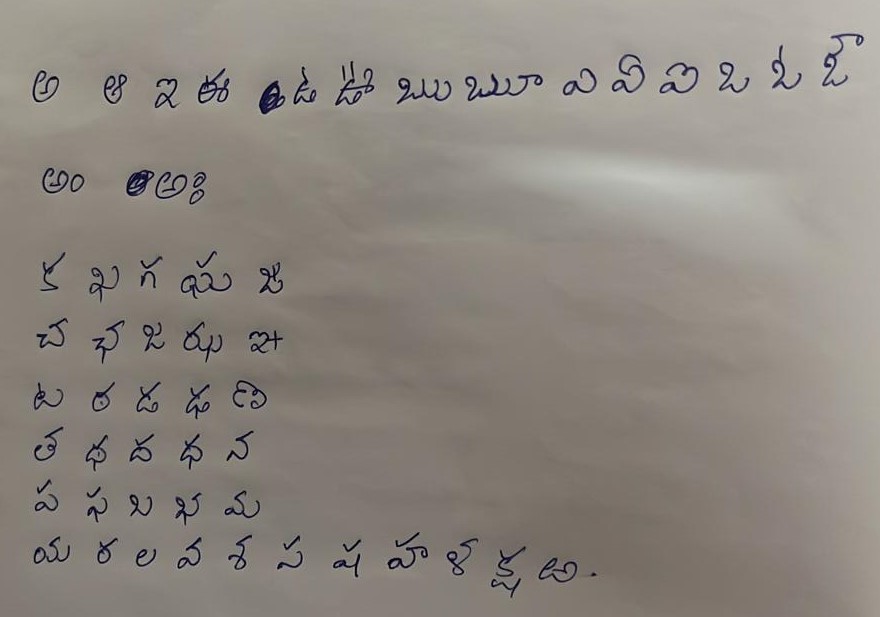 అ ఆ ఇ ఈ ఉ ఊ ఋ ౠ ఎ ఏ ఐ ఒ ఓ ఔ
అం అః
క ఖ గ ఘ ఙ
చ ఛ జ ఝ ఞ
ట ఠ డ ఢ ణ
త థ ద ధ న
ప ఫ బ భ మ
య ర ల వ శ స ష హ ళ క్ష ఱ.